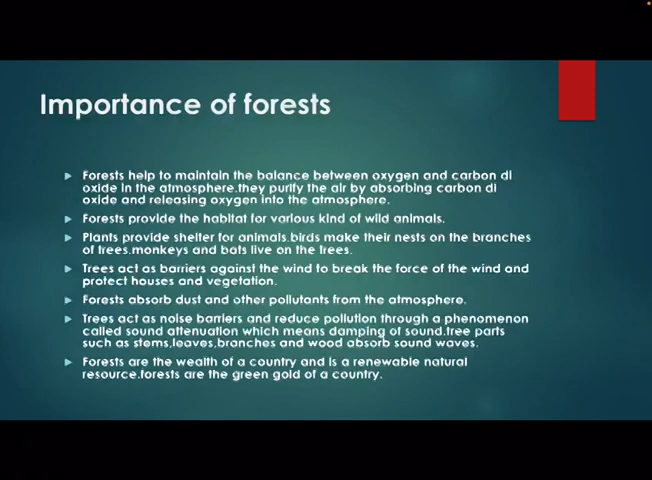 Importance of forests
Forests help to maintain the balance between oxygen and carbon di
oxide in the atmosphere.they purify the air by absorbing carbon di
oxide and releasing oxygen into the atmosphere.
Forests provide the habitat for various kind of wild animals.
Plants provide shelter for animals.birds make their nests on the branches
of trees.monkeys and bats live on the trees.
Trees act as barriers against the wind to break the force of the wind and
protect houses and vegetation.
Forests absorb dust and other pollutants from the atmosphere.
Trees act as noise barriers and reduce pollution through a phenomenon
called sound attenuation which means damping of sound.tree parts
such as stems,leaves,branches and wood absorb sound waves.
Forests are the wealth of a country and is a renewable natural
resource.forests are the green gold of a country.